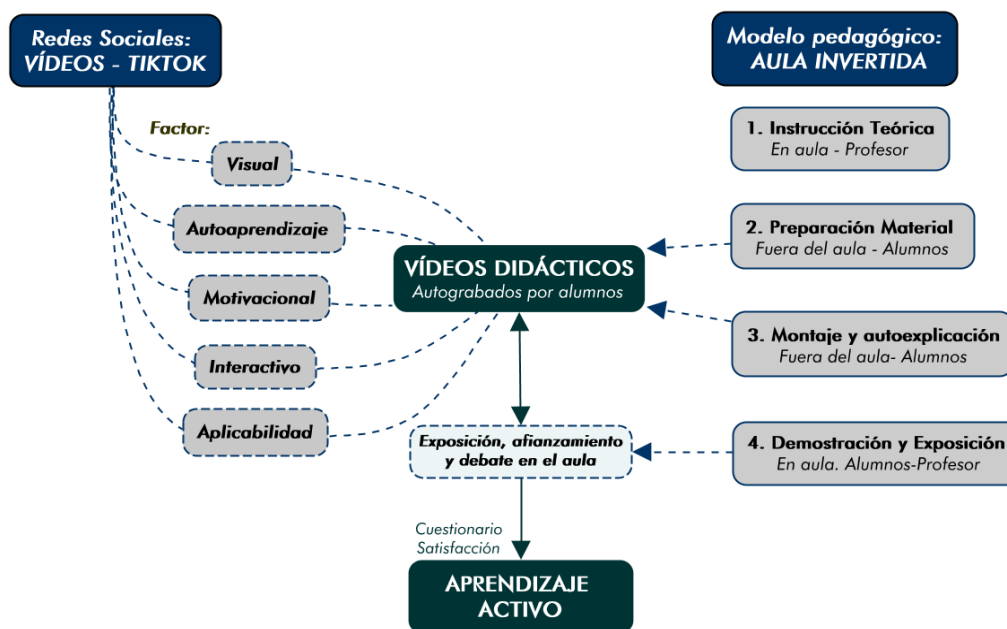 Redes Sociales:
VÍDEOS - TIKTOK
Factor:
Visual
Autoaprendizaje
Motivacional
Interactivo
Aplicabilidad
VÍDEOS DIDÁCTICOS
Autograbados por alumnos
Exposición, afianzamiento
y debate en el aula
Cuestionario
Satisfacción
APRENDIZAJE
ACTIVO
Modelo pedagógico:
AULA INVERTIDA
1. Instrucción Teórica
En aula - Profesor
2. Preparación Material
Fuera del aula - Alumnos
3. Montaje y autoexplicación
Fuera del aula- Alumnos
4. Demostración y Exposición
En aula. Alumnos-Profesor